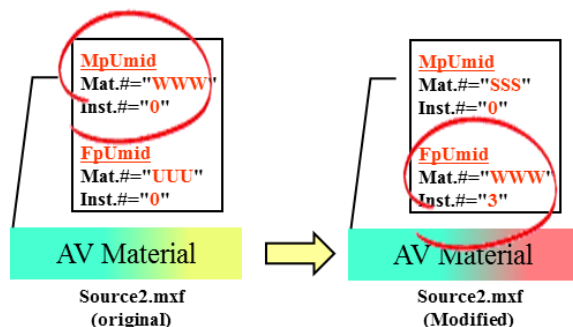 MpUmid
Mat.#="WWW"
Inst.#="0"
FpUmid
Mat.#="UUU"
Inst.#="0"
AV Material
Source2.mxf
(original)
MpUmid
Mat.#="SSS"
Inst.#="0"
FpUmid
Mat.#="WWW"
Inst.#="3"
AV Material
Source2.mxf
(Modified)